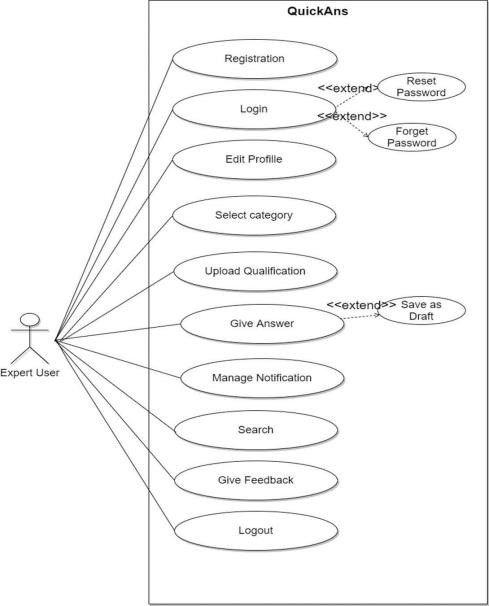 QuickAns
Registration
<<extend>>
Reset
Password
Login
<<extend>>
Forget
Password
Edit Profille
Select category
Upload Qualification
<<extend>>
Save as
Draft
Give Answer
Expert User
Manage Notification
Search
Give Feedback
Logout